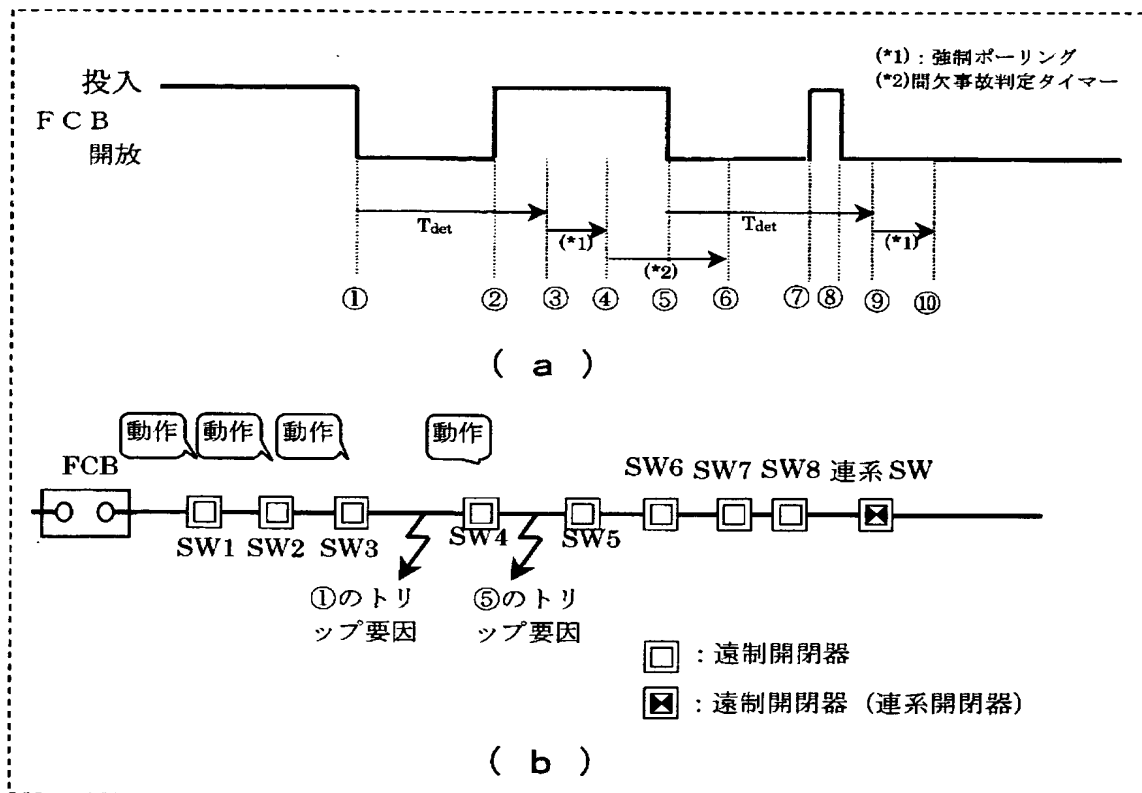 (*1)：強制ポーリング
(*2)間欠事故判定タイマー
投入
FCB
開放
Tdet
(*1)
(*2)
Tdet
(*1)
① ② ③ ④ ⑤ ⑥ ⑦ ⑧ ⑨ ⑩
(a)
動作 動作 動作 動作
FCB
SW6 SW7 SW8 連系SW
SW1 SW2 SW3 SW4 SW5
①のトリ
ップ要因
⑤のトリ
ップ要因
：遠制開閉器
：遠制開閉器（連系開閉器）
(b)